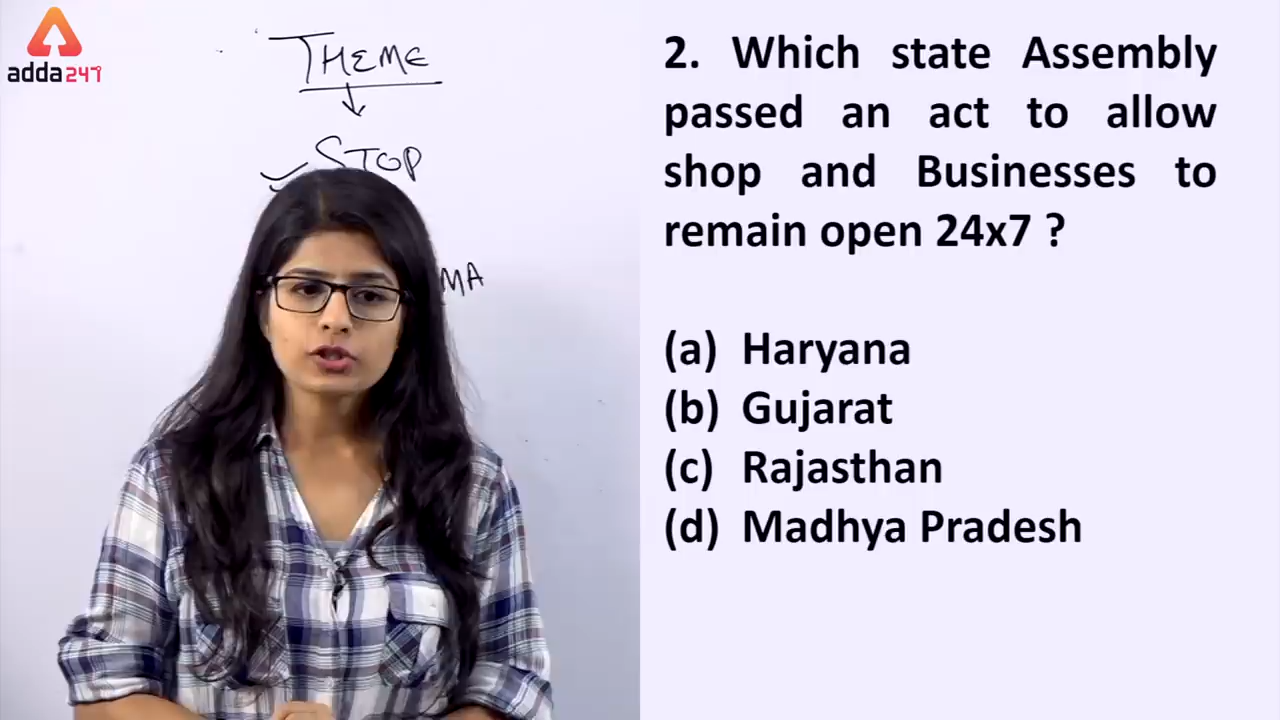 adda247
THEME
STOP
MA
2. Which state Assembly
passed an act to allow
shop and Businesses to
remain open 24x7 ?
(a) Haryana
(b) Gujarat
(c) Rajasthan
(d) Madhya Pradesh